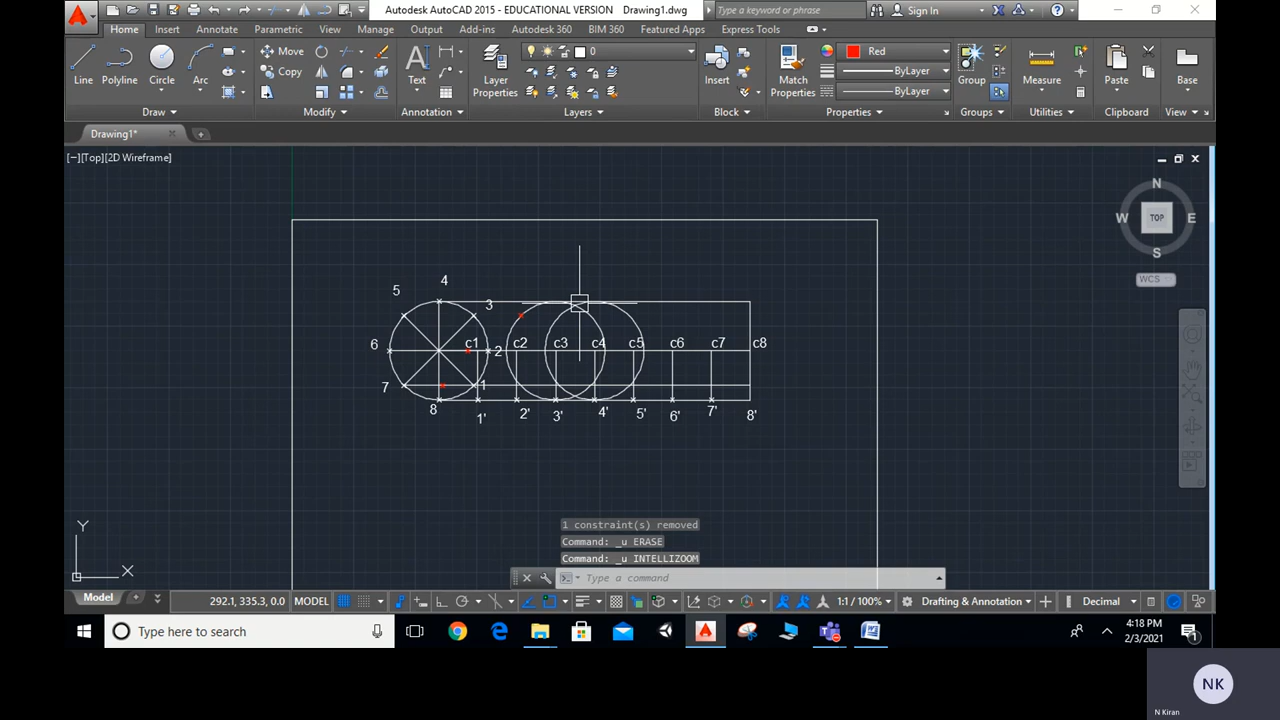 Autodesk AutoCAD 2015 - EDUCATIONAL VERSION Drawing1.dwg
Type a keyword or phrase
Sign In
Home Insert Annotate Parametric View Manage Output Add-ins Autodesk 360 BIM 360 Featured Apps Express Tools
Line Polyline Circle Arc
Move
Copy
Text
Layer Properties
0
Insert
Match Properties
Red
ByLayer
ByLayer
Group
Measure
Paste
Base
Draw Modify Annotation Layers Block Properties Groups Utilities Clipboard View
Drawing1*
[−][Top][2D Wireframe]
N
W TOP E
S
WCS
4
5
3
6 c1 2 c2 c3 c4 c5 c6 c7 c8
7 1
8 1' 2' 3' 4' 5' 6' 7' 8'
1 constraint(s) removed
Command: _u ERASE
Command: _u INTELLIZOOM
Type a command
Y
X
Model
292.1, 335.3, 0.0 MODEL
1:1 / 100%
Drafting & Annotation
Decimal
Type here to search
4:18 PM
2/3/2021
1
NK
N Kiran